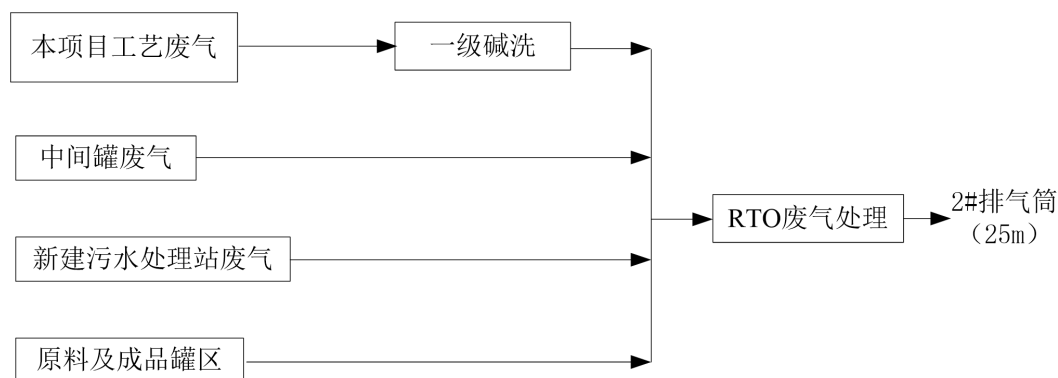 本项目工艺废气
一级碱洗
中间罐废气
新建污水处理站废气
原料及成品罐区
RTO废气处理
2#排气筒
（25m）